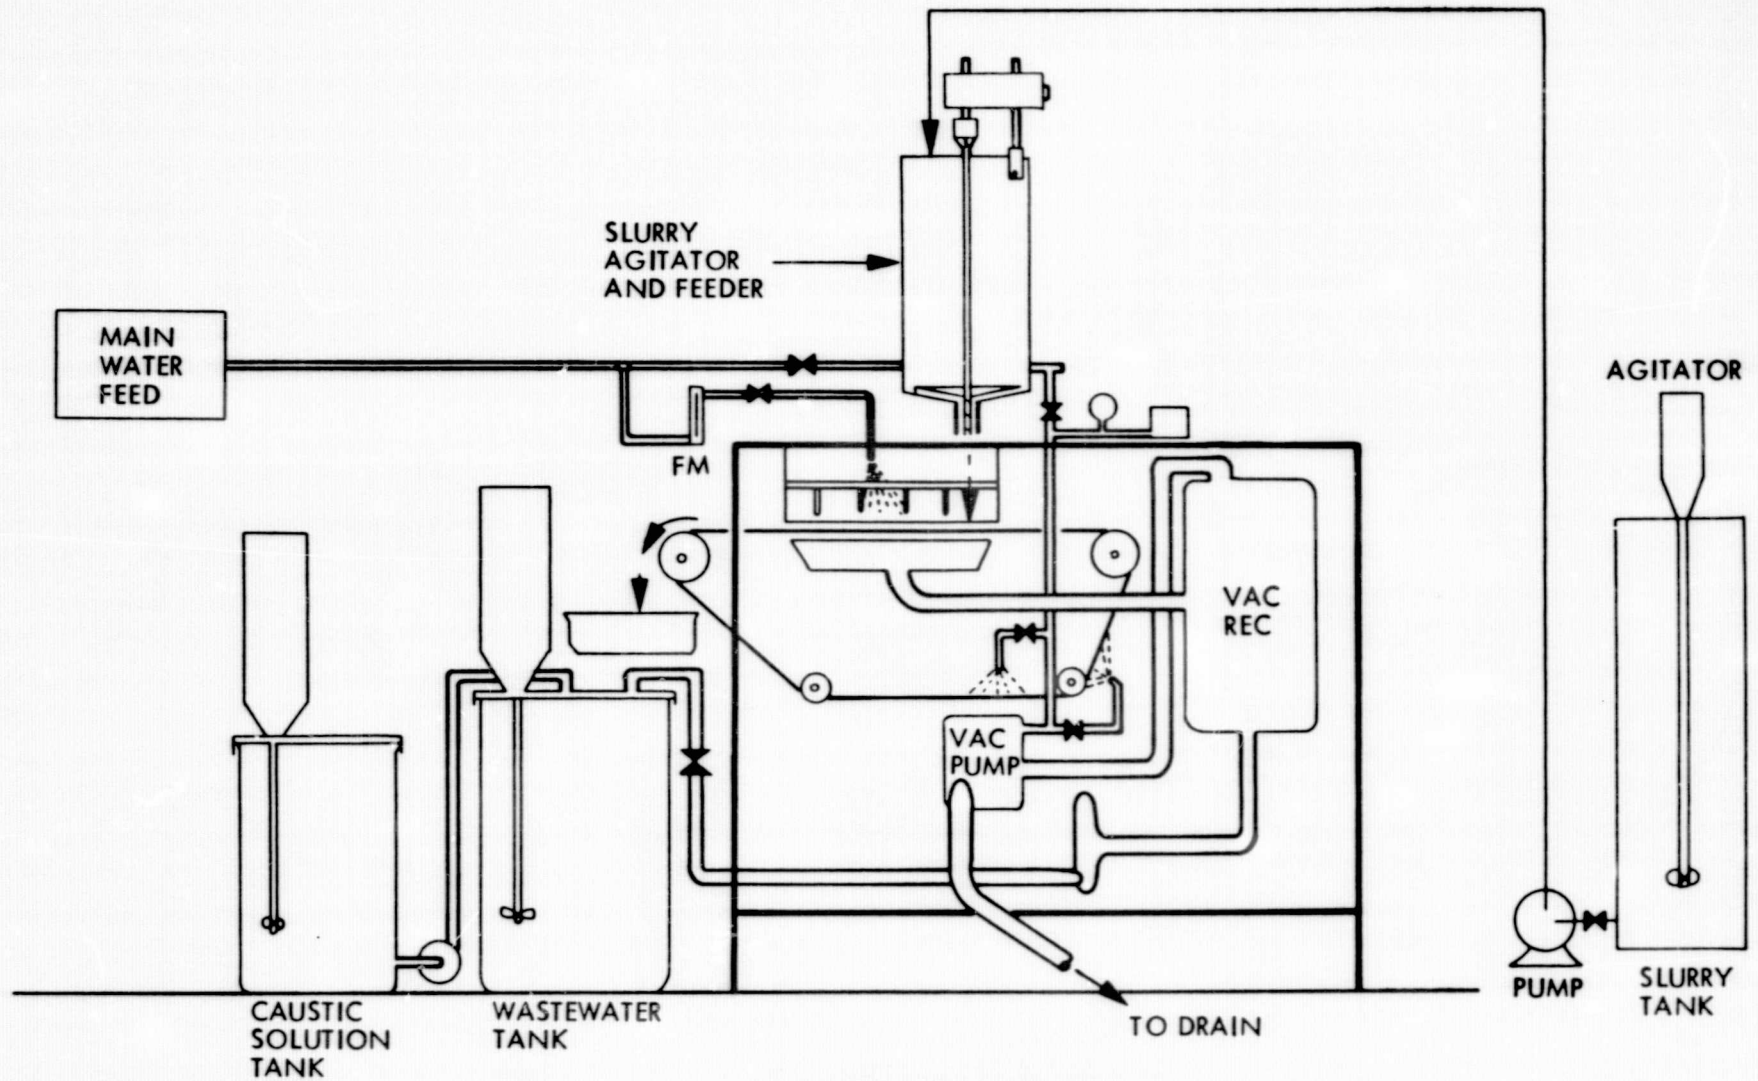 SLURRY
AGITATOR
AND FEEDER
MAIN
WATER
FEED
AGITATOR
FM
VAC
REC
VAC
PUMP
CAUSTIC
SOLUTION
TANK
WASTEWATER
TANK
TO DRAIN
PUMP
SLURRY
TANK